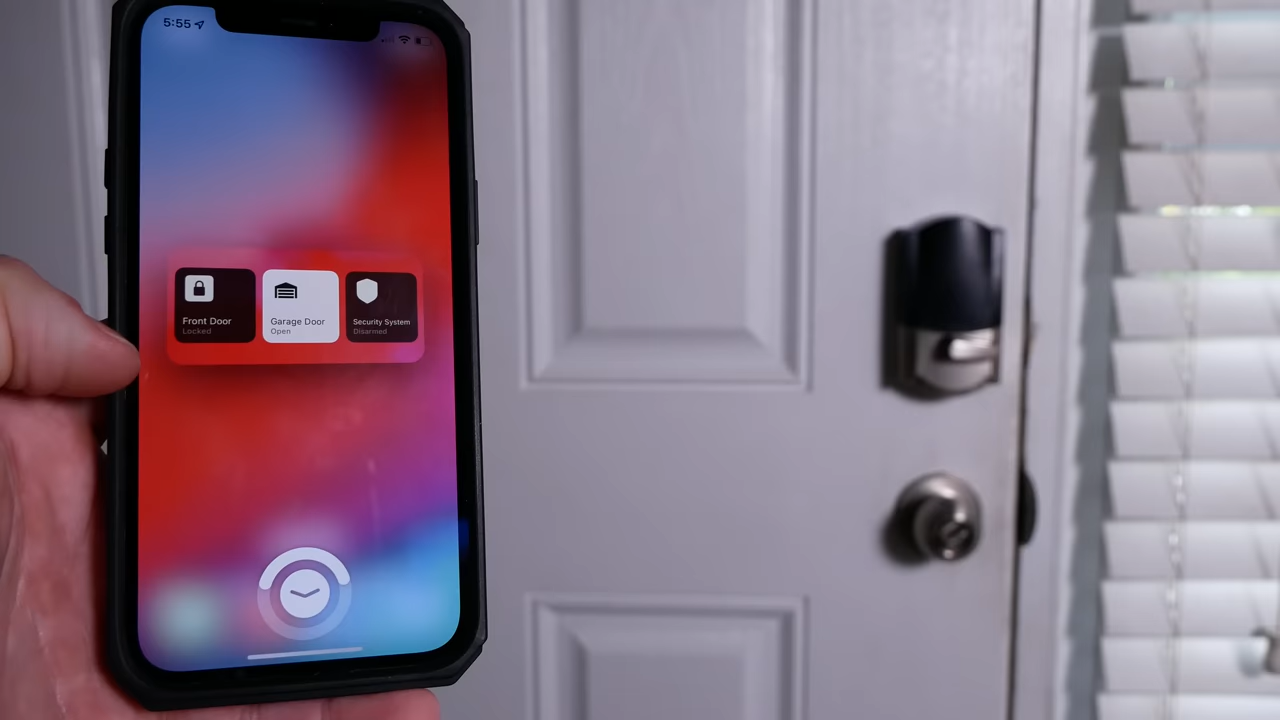 5:55
Front Door
Locked
Garage Door
Open
Security System
Disarmed